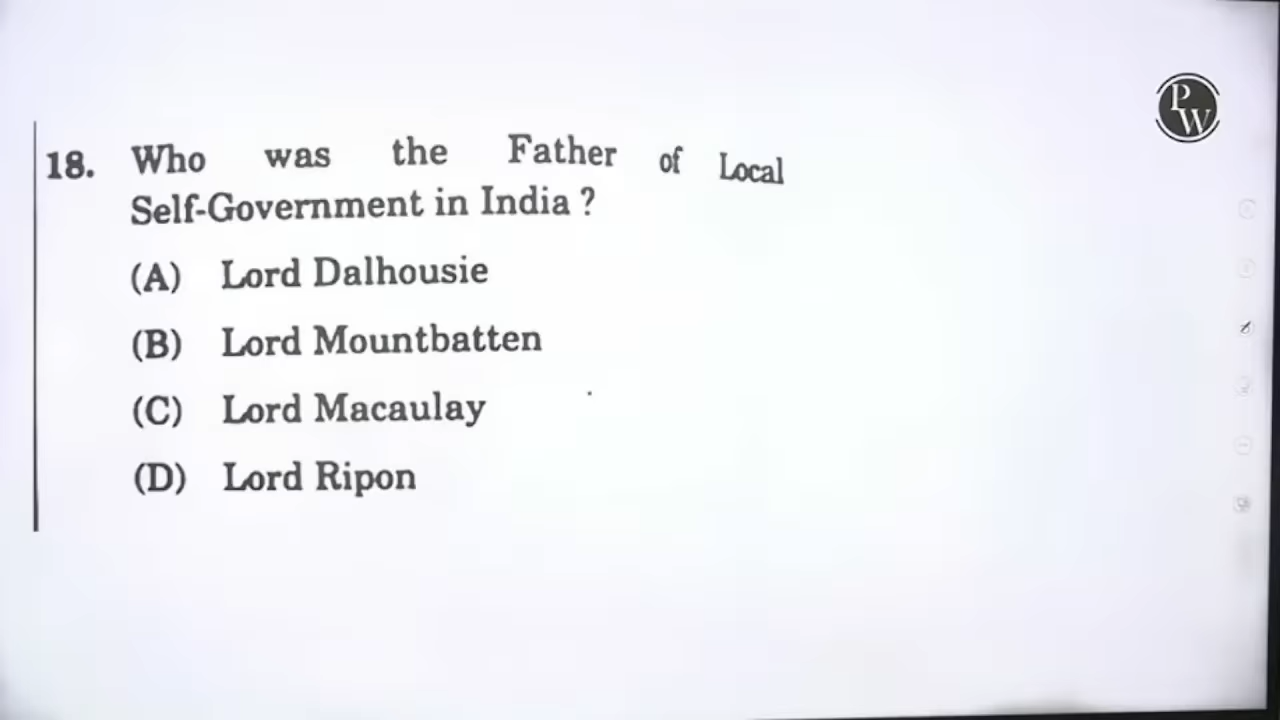 PW
18. Who was the Father of Local
Self-Government in India ?
(A) Lord Dalhousie
(B) Lord Mountbatten
(C) Lord Macaulay
(D) Lord Ripon